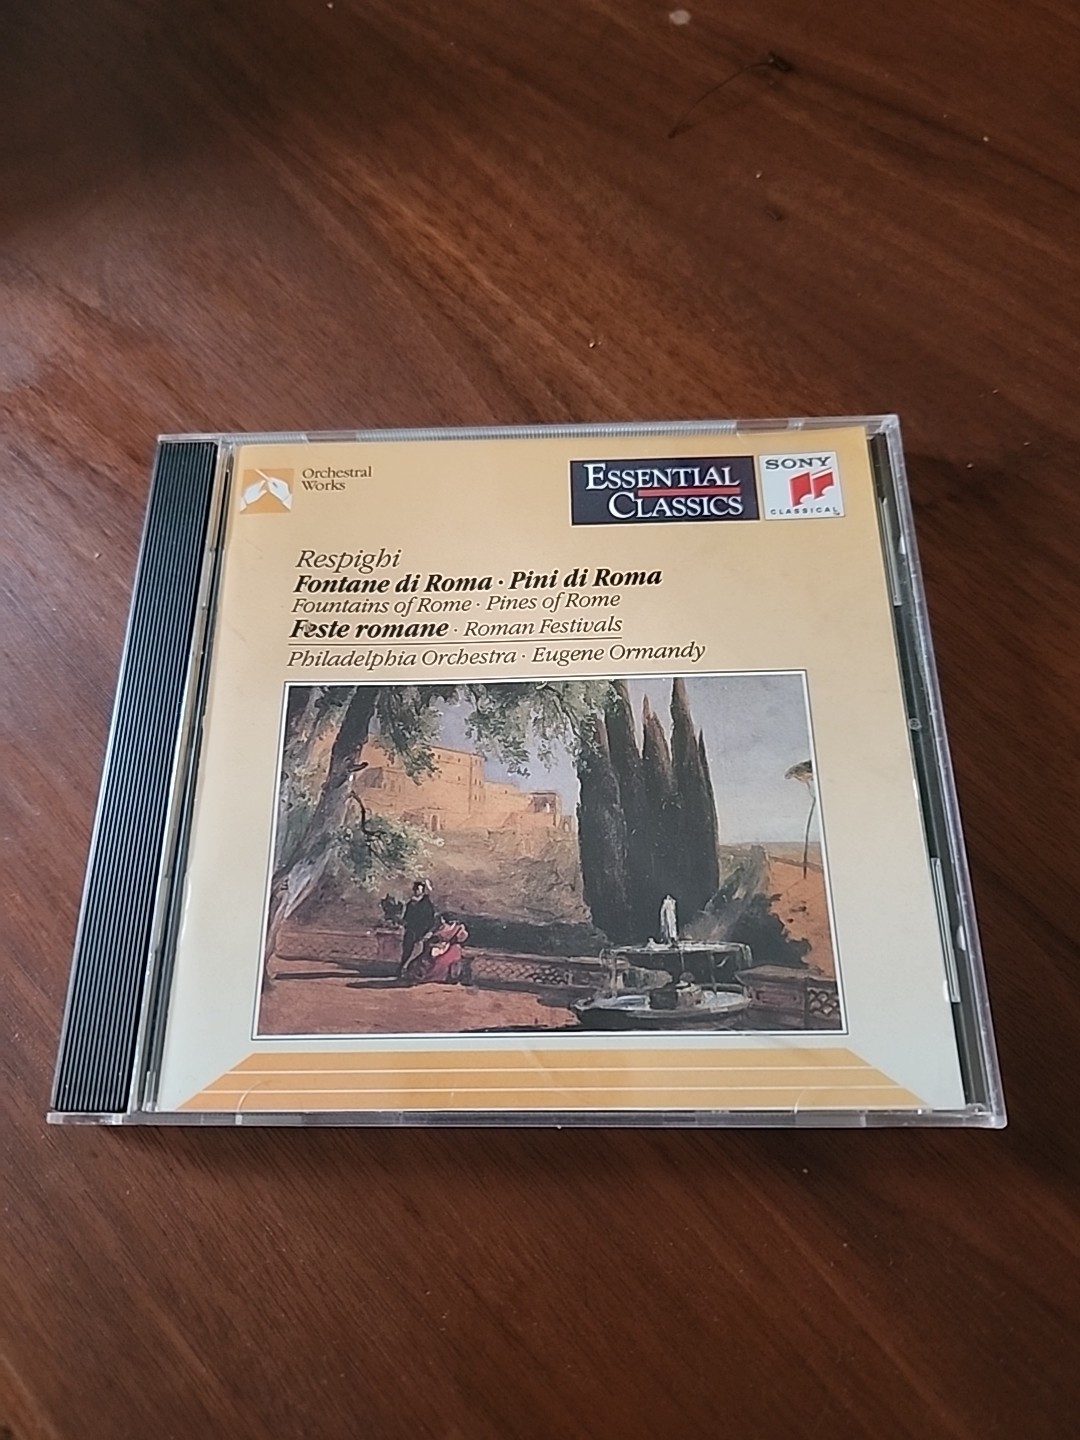 Orchestral
Works
ESSENTIAL
CLASSICS
SONY
CLASSICAL
Respighi
Fontane di Roma · Pini di Roma
Fountains of Rome · Pines of Rome
Feste romane · Roman Festivals
Philadelphia Orchestra · Eugene Ormandy